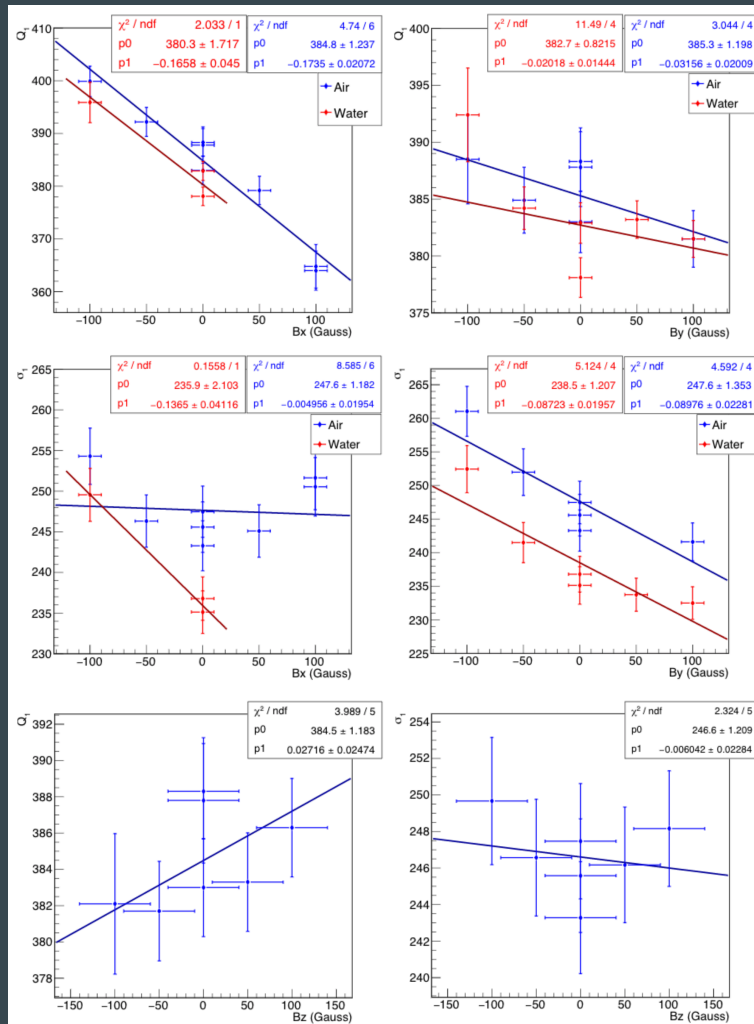 Q₁
χ² / ndf 2.033 / 1
p0 380.3 ± 1.717
p1 −0.1658 ± 0.045
χ² / ndf 4.74 / 6
p0 384.8 ± 1.237
p1 −0.1735 ± 0.02072
Air
Water
410
400
390
380
370
360
−100 −50 0 50 100
Bx (Gauss)
Q₁
χ² / ndf 11.49 / 4
p0 382.7 ± 0.8215
p1 −0.02018 ± 0.01444
χ² / ndf 3.044 / 4
p0 385.3 ± 1.198
p1 −0.03156 ± 0.02009
Air
Water
400
395
390
385
380
375
−100 −50 0 50 100
By (Gauss)
σ₁
χ² / ndf 0.1558 / 1
p0 235.9 ± 2.103
p1 −0.1365 ± 0.04116
χ² / ndf 8.585 / 6
p0 247.6 ± 1.182
p1 −0.004956 ± 0.01954
Air
Water
265
260
255
250
245
240
235
230
−100 −50 0 50 100
Bx (Gauss)
σ₁
χ² / ndf 5.124 / 4
p0 238.5 ± 1.207
p1 −0.08723 ± 0.01957
χ² / ndf 4.592 / 4
p0 247.6 ± 1.353
p1 −0.08976 ± 0.02281
Air
Water
265
260
255
250
245
240
235
230
225
−100 −50 0 50 100
By (Gauss)
Q₁
χ² / ndf 3.989 / 5
p0 384.5 ± 1.183
p1 0.02716 ± 0.02474
392
390
388
386
384
382
380
378
−150 −100 −50 0 50 100 150
Bz (Gauss)
σ₁
χ² / ndf 2.324 / 5
p0 246.6 ± 1.209
p1 −0.006042 ± 0.02284
254
252
250
248
246
244
242
240
−150 −100 −50 0 50 100 150
Bz (Gauss)